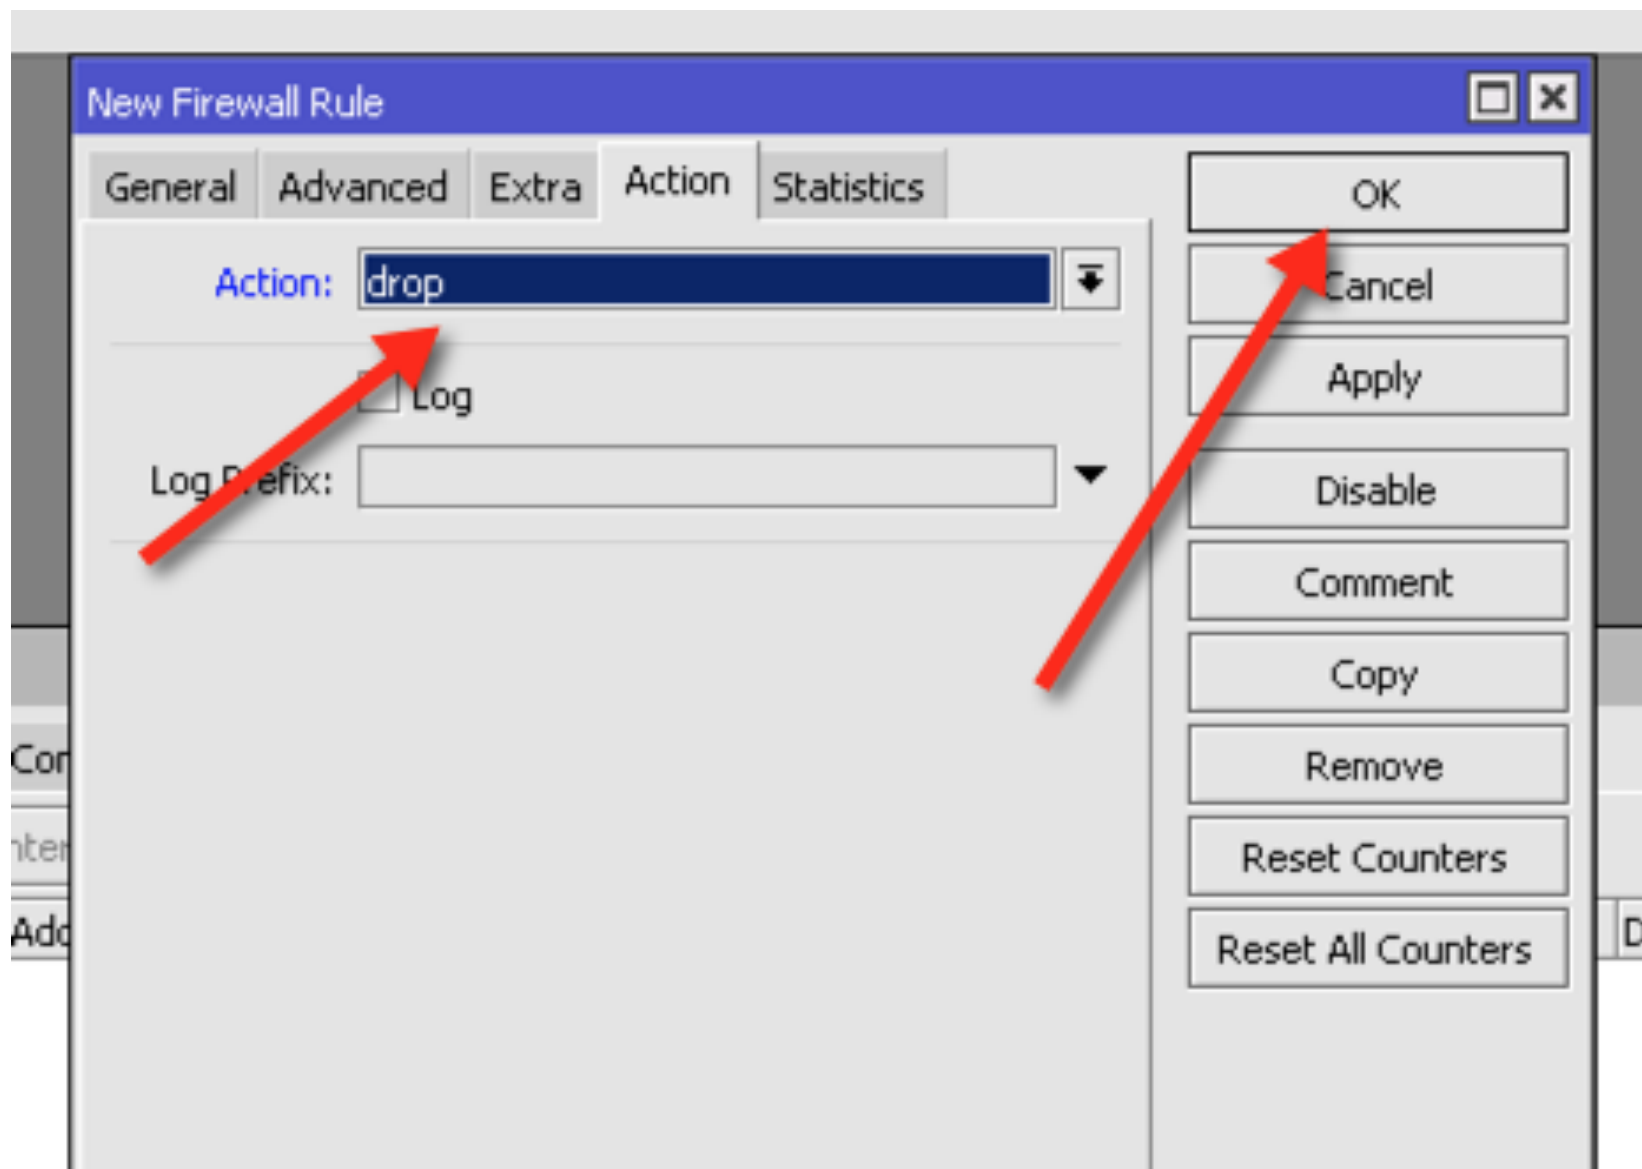 New Firewall Rule
General Advanced Extra Action Statistics
Action: drop
Log
Log Prefix:
OK
Cancel
Apply
Disable
Comment
Copy
Remove
Reset Counters
Reset All Counters